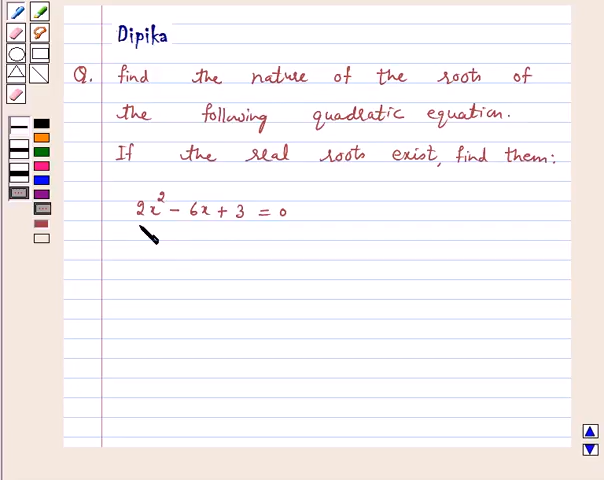 Dipika
Q. find the nature of the roots of
the following quadratic equation.
If the real roots exist, find them:
2x² - 6x + 3 = 0